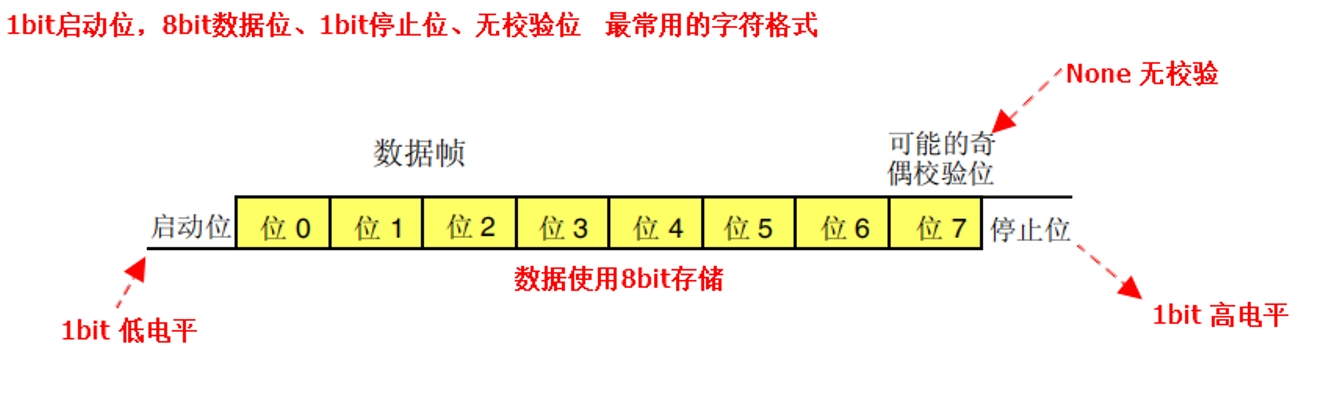 1bit启动位，8bit数据位、1bit停止位、无校验位 最常用的字符格式
None 无校验
数据帧
可能的奇
偶校验位
启动位 位 0 位 1 位 2 位 3 位 4 位 5 位 6 位 7 停止位
数据使用8bit存储
1bit 低电平
1bit 高电平